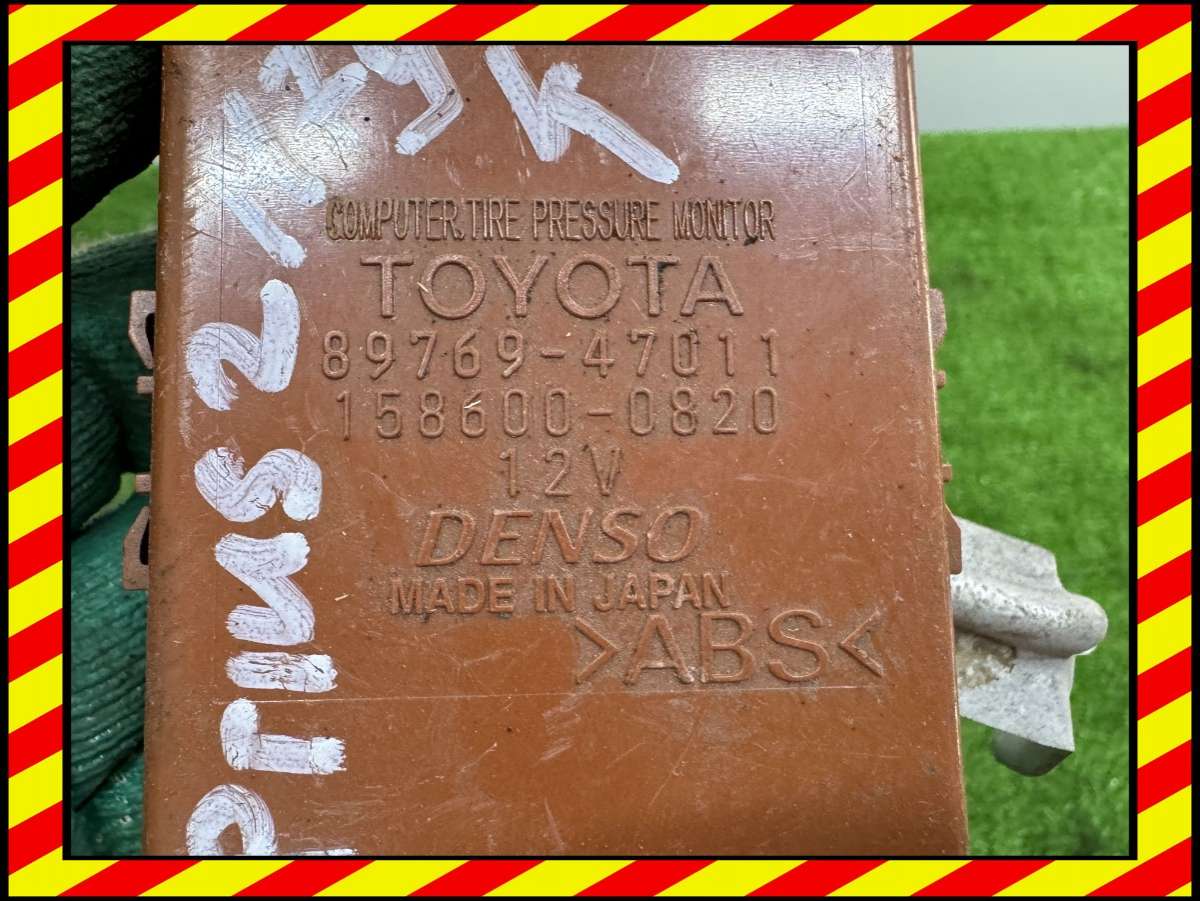 COMPUTER.TIRE PRESSURE MONITOR
TOYOTA
89769-47011
158600-0820
12V
DENSO
MADE IN JAPAN
>ABS<